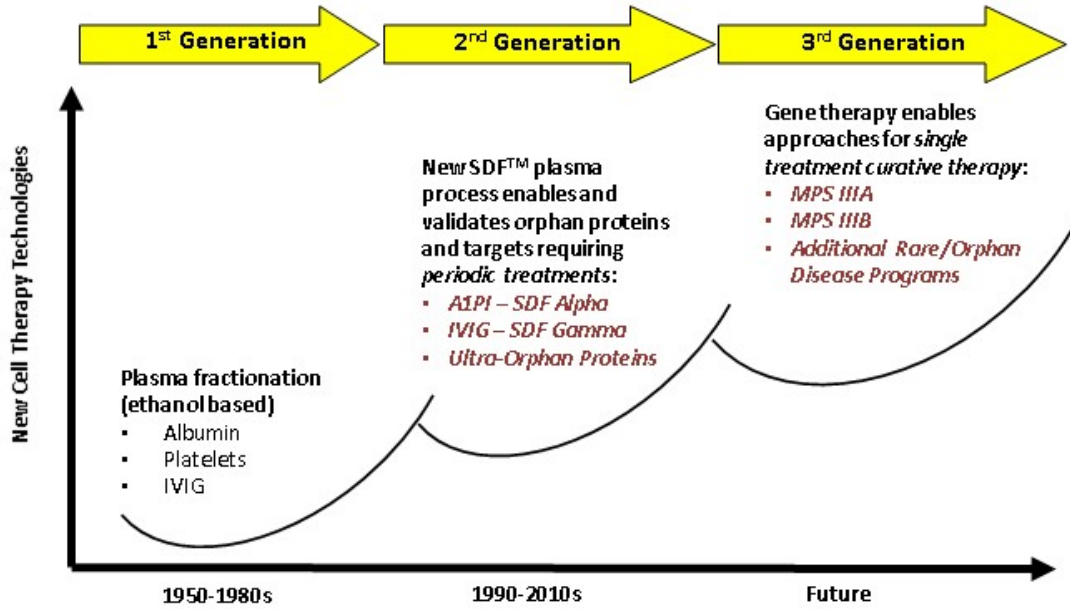 1st Generation
2nd Generation
3rd Generation
New Cell Therapy Technologies
Plasma fractionation
(ethanol based)
▪ Albumin
▪ Platelets
▪ IVIG
New SDF™ plasma
process enables and
validates orphan proteins
and targets requiring
periodic treatments:
▪ A1PI – SDF Alpha
▪ IVIG – SDF Gamma
▪ Ultra-Orphan Proteins
Gene therapy enables
approaches for single
treatment curative therapy:
▪ MPS IIIA
▪ MPS IIIB
▪ Additional Rare/Orphan
Disease Programs
1950-1980s
1990-2010s
Future